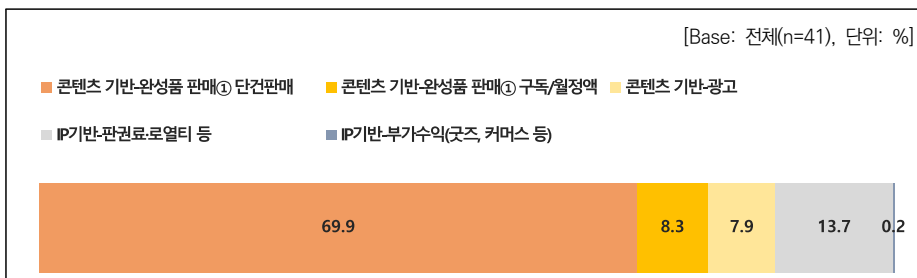 [Base: 전체(n=41), 단위: %]
콘텐츠 기반-완성품 판매① 단건판매 콘텐츠 기반-완성품 판매① 구독/월정액 콘텐츠 기반-광고
IP기반-판권료·로열티 등 IP기반-부가수익(굿즈, 커머스 등)
69.9 8.3 7.9 13.7 0.2